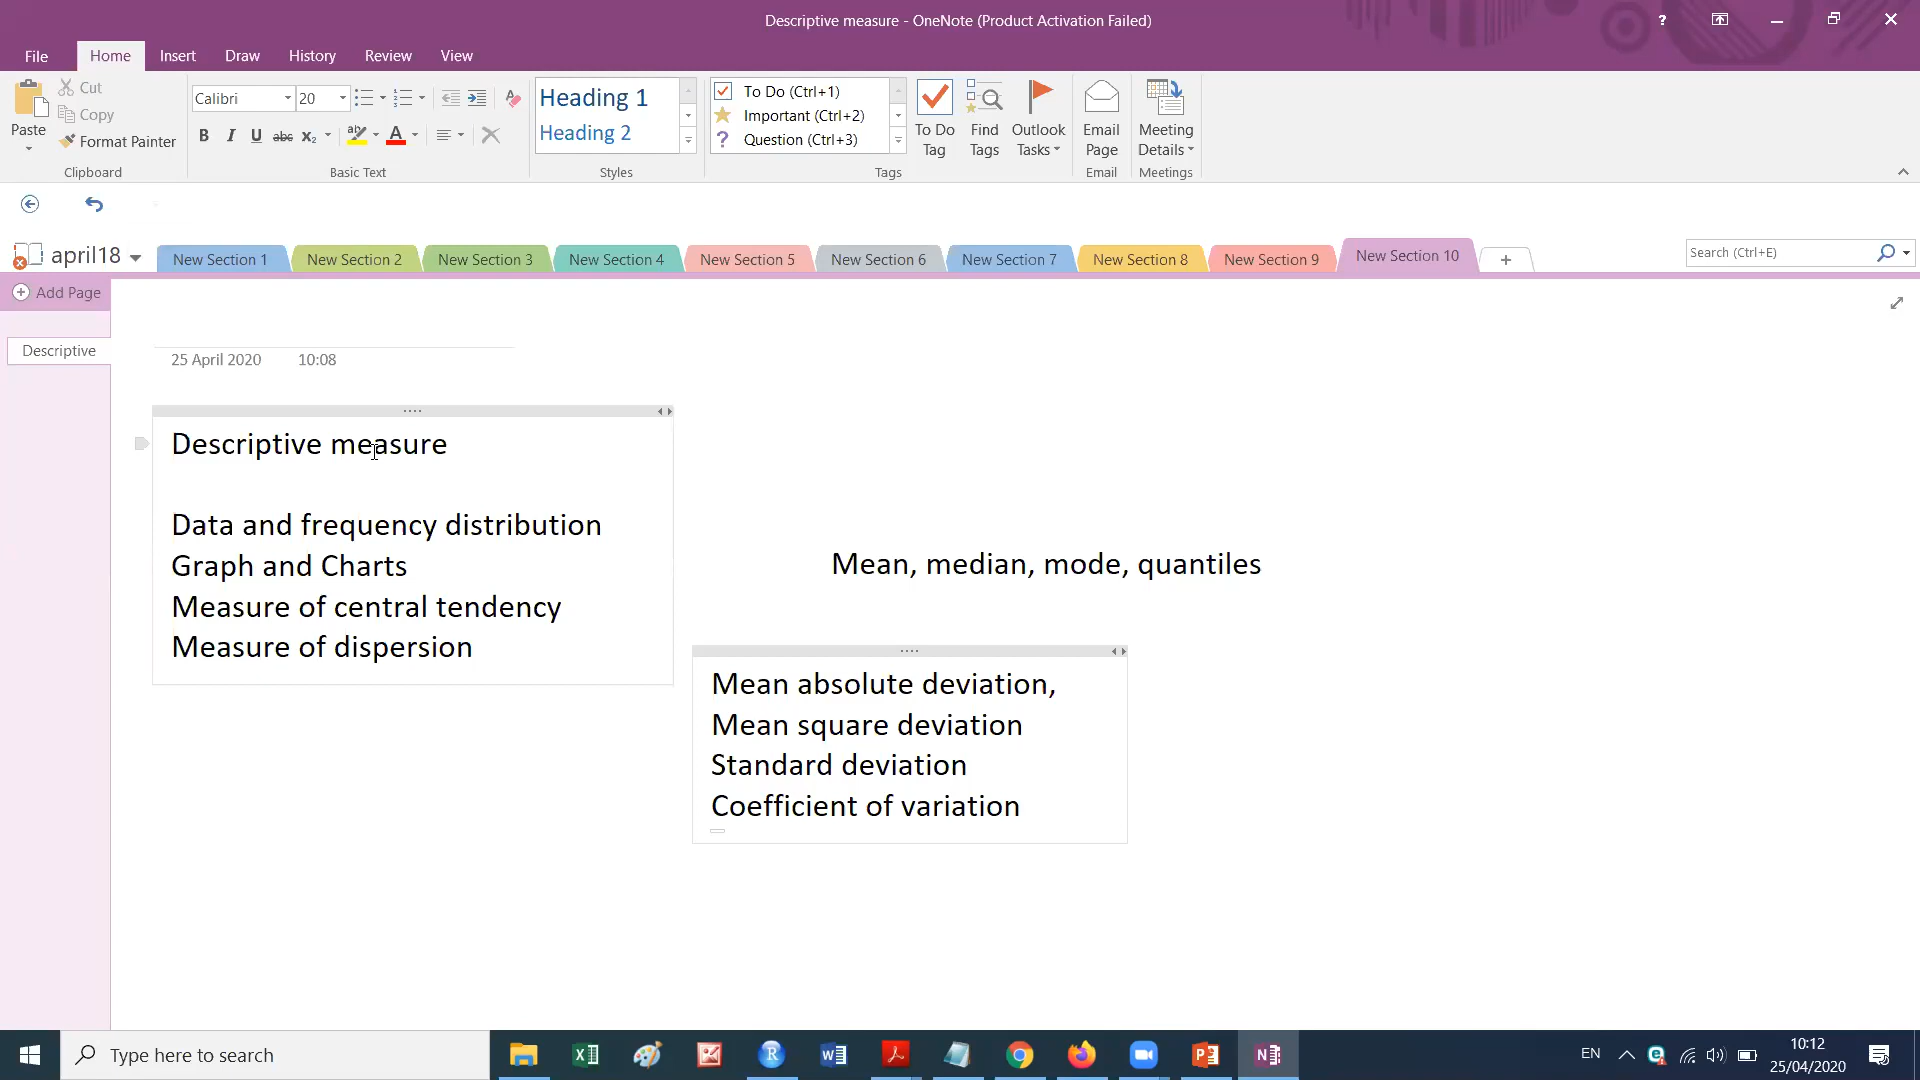 Descriptive measure - OneNote (Product Activation Failed)
?
File
Home
Insert
Draw
History
Review
View
Paste
Cut
Copy
Format Painter
Clipboard
Calibri
20
B I U abc X₂ A
Basic Text
Heading 1
Heading 2
Styles
To Do (Ctrl+1)
Important (Ctrl+2)
? Question (Ctrl+3)
Tags
To Do
Tag
Find
Tags
Outlook
Tasks
Email
Page
Email
Meeting
Details
Meetings
april18
New Section 1
New Section 2
New Section 3
New Section 4
New Section 5
New Section 6
New Section 7
New Section 8
New Section 9
New Section 10
Search (Ctrl+E)
Add Page
Descriptive
25 April 2020 10:08
Descriptive measure
Data and frequency distribution
Graph and Charts
Measure of central tendency
Measure of dispersion
Mean, median, mode, quantiles
Mean absolute deviation,
Mean square deviation
Standard deviation
Coefficient of variation
Type here to search
EN
10:12
25/04/2020